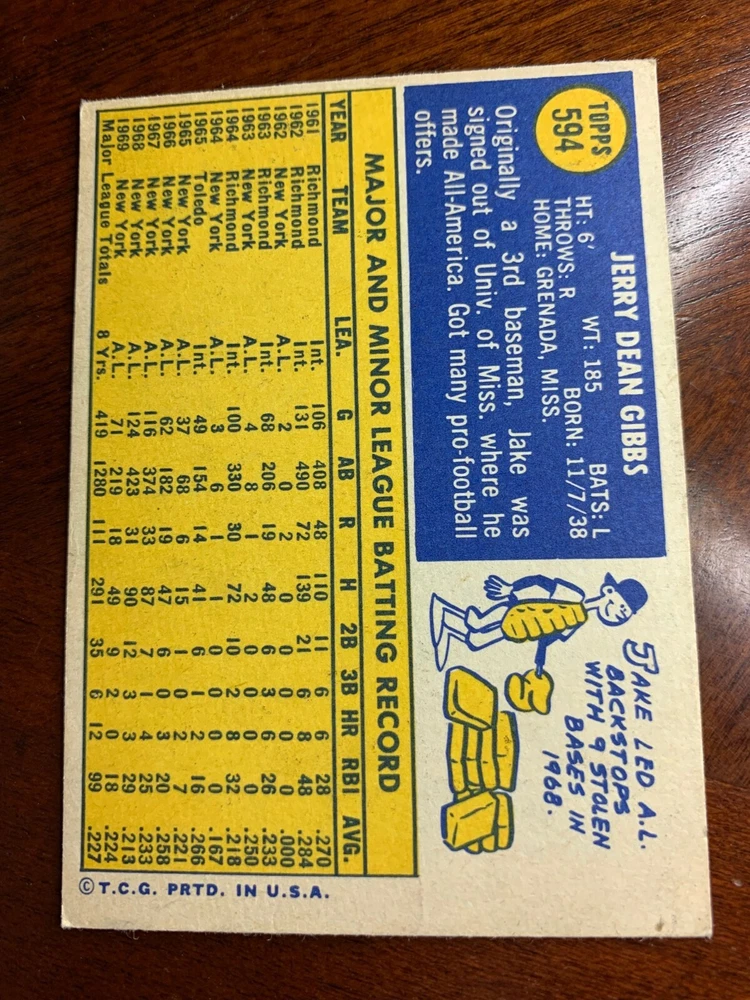 TOPPS
594
JERRY DEAN GIBBS
HT: 6' WT: 185 BATS: L
THROWS: R BORN: 11/7/38
HOME: GRENADA, MISS.
Originally a 3rd baseman, Jake was
signed out of Univ. of Miss. where he
made All-America. Got many pro-football
offers.
JAKE LED A.L.
BACKSTOPS
WITH 9 STOLEN
BASES IN
1968.
MAJOR AND MINOR LEAGUE BATTING RECORD
YEAR TEAM LEA. G AB R H 2B 3B HR RBI AVG.
1961 Richmond Int. 106 408 48 110 11 6 6 28 .270
1962 Richmond Int. 131 490 72 139 21 6 8 48 .284
1962 New York A.L. 2 0 2 0 0 0 0 0 .000
1963 Richmond Int. 68 206 19 48 6 3 6 26 .233
1963 New York A.L. 4 8 1 2 0 0 0 0 .250
1964 Richmond Int. 100 330 30 72 10 2 8 32 .218
1964 New York A.L. 3 6 1 1 0 0 0 0 .167
1965 Toledo Int. 49 154 14 41 6 1 2 16 .266
1965 New York A.L. 37 68 6 15 1 0 2 7 .221
1966 New York A.L. 62 182 19 47 6 0 3 20 .258
1967 New York A.L. 116 374 33 87 7 1 4 25 .233
1968 New York A.L. 124 423 31 90 12 3 3 29 .213
1969 New York A.L. 71 219 18 49 9 2 0 18 .224
Major League Totals 8 Yrs. 419 1280 111 291 35 6 12 99 .227
© T.C.G. PRTD. IN U.S.A.